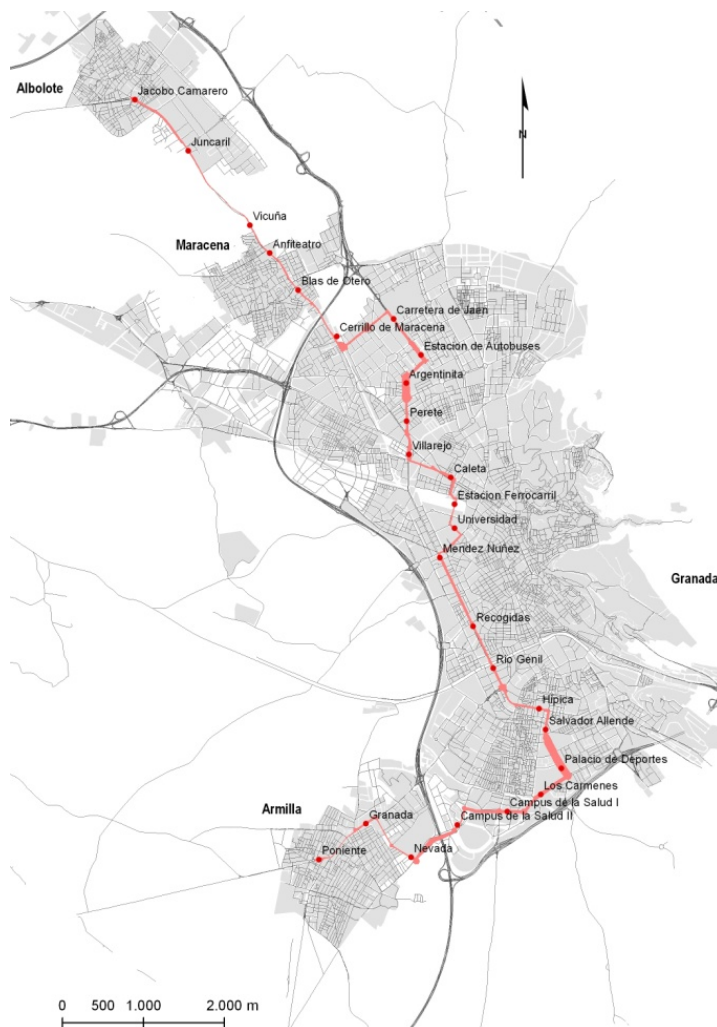 Albolote
Jacobo Camarero
N
Juncaril
Vicuña
Maracena
Anfiteatro
Blas de Otero
Carretera de Jaén
Cerrillo de Maracena
Estacion de Autobuses
Argentinita
Perete
Villarejo
Caleta
Estacion Ferrocarril
Universidad
Mendez Nuñez
Granada
Recogidas
Río Genil
Hípica
Salvador Allende
Palacio de Deportes
Los Carmenes
Armilla
Campus de la Salud I
Granada
Campus de la Salud II
Poniente
Nevada
0 500 1.000 2.000 m